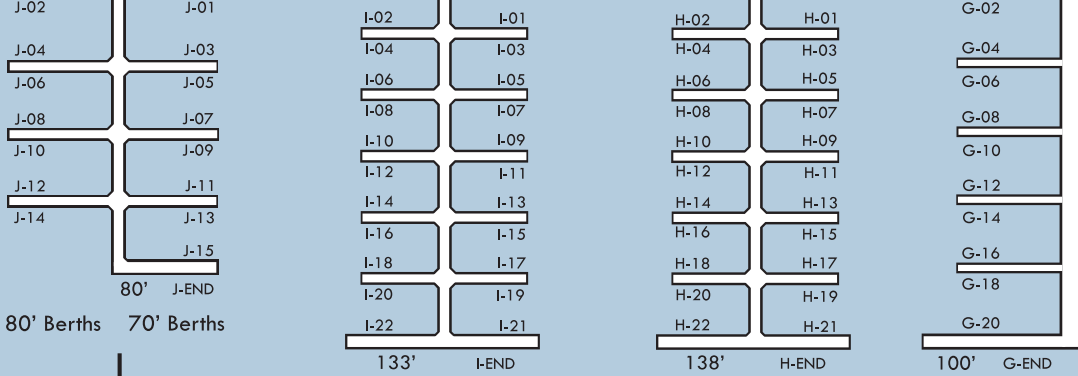 J-02 J-01
J-04 J-03
J-06 J-05
J-08 J-07
J-10 J-09
J-12 J-11
J-14 J-13
J-15
80' J-END
80' Berths 70' Berths
I-02 I-01
I-04 I-03
I-06 I-05
I-08 I-07
I-10 I-09
I-12 I-11
I-14 I-13
I-16 I-15
I-18 I-17
I-20 I-19
I-22 I-21
133' I-END
H-02 H-01
H-04 H-03
H-06 H-05
H-08 H-07
H-10 H-09
H-12 H-11
H-14 H-13
H-16 H-15
H-18 H-17
H-20 H-19
H-22 H-21
138' H-END
G-02
G-04
G-06
G-08
G-10
G-12
G-14
G-16
G-18
G-20
100' G-END